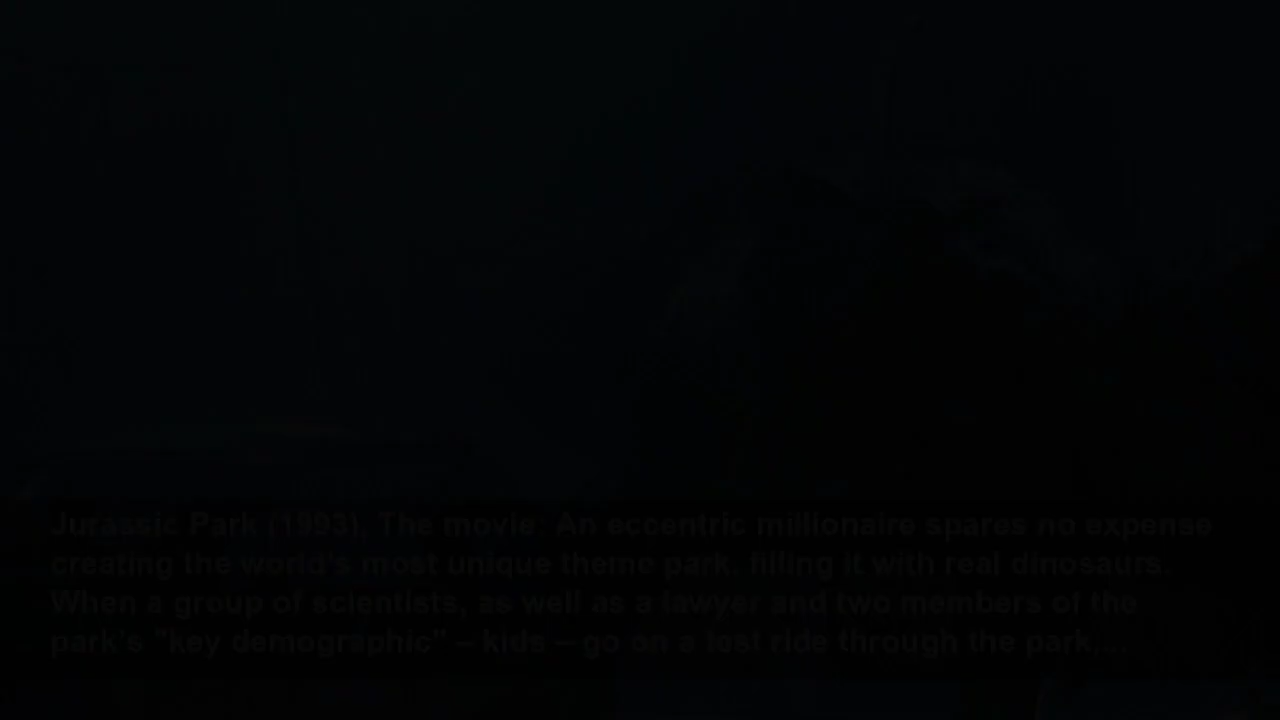 Jurassic Park (1993), The movie: An eccentric millionaire spares no expense
creating the world's most unique theme park, filling it with real dinosaurs.
When a group of scientists, as well as a lawyer and two members of the
park's "key demographic" – kids – go on a test ride through the park,...